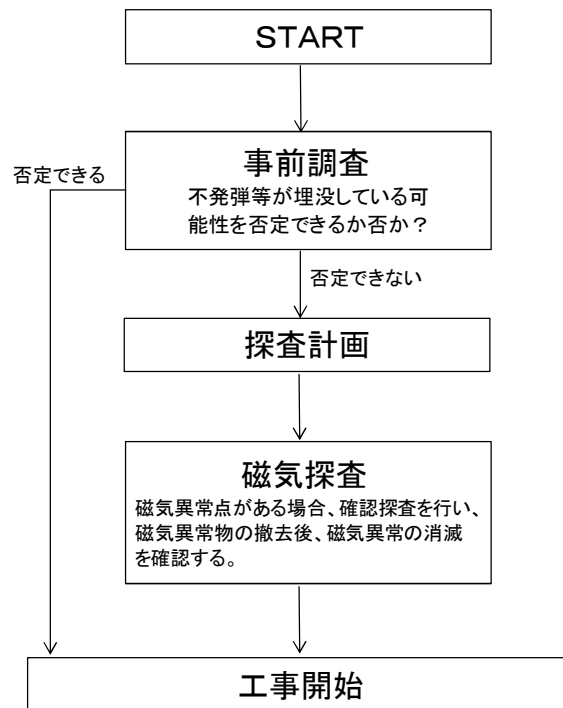 START
事前調査
否定できる
不発弾等が埋没している可
能性を否定できるか否か？
否定できない
探査計画
磁気探査
磁気異常点がある場合、確認探査を行い、
磁気異常物の撤去後、磁気異常の消滅
を確認する。
工事開始